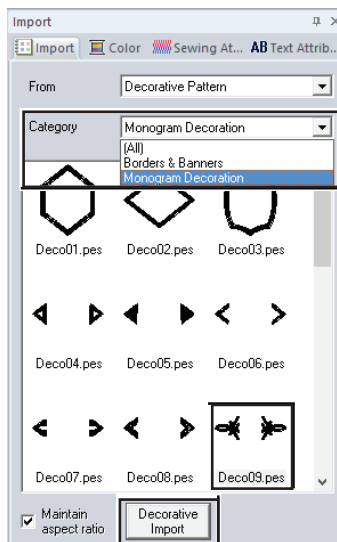 Import
Import Color Sewing At... AB Text Attrib..
From Decorative Pattern
Category Monogram Decoration
(All)
Borders & Banners
Monogram Decoration
Deco01.pes Deco02.pes Deco03.pes
Deco04.pes Deco05.pes Deco06.pes
Deco07.pes Deco08.pes Deco09.pes
Maintain
aspect ratio
Decorative
Import